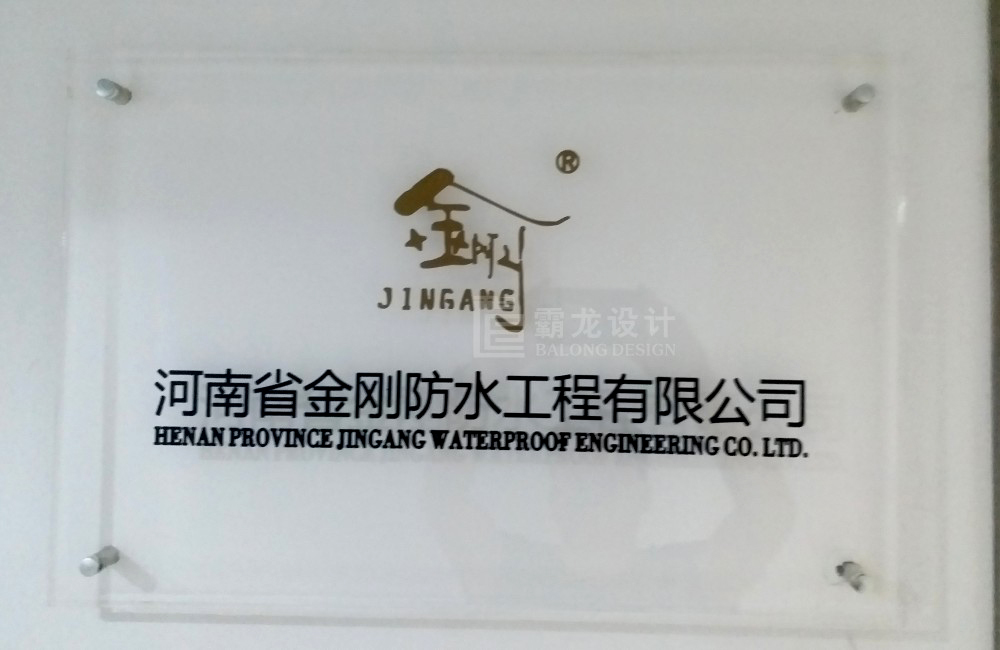 金刚®
JINGANG
霸龙设计
BALONG DESIGN
河南省金刚防水工程有限公司
HENAN PROVINCE JINGANG WATERPROOF ENGINEERING CO. LTD.